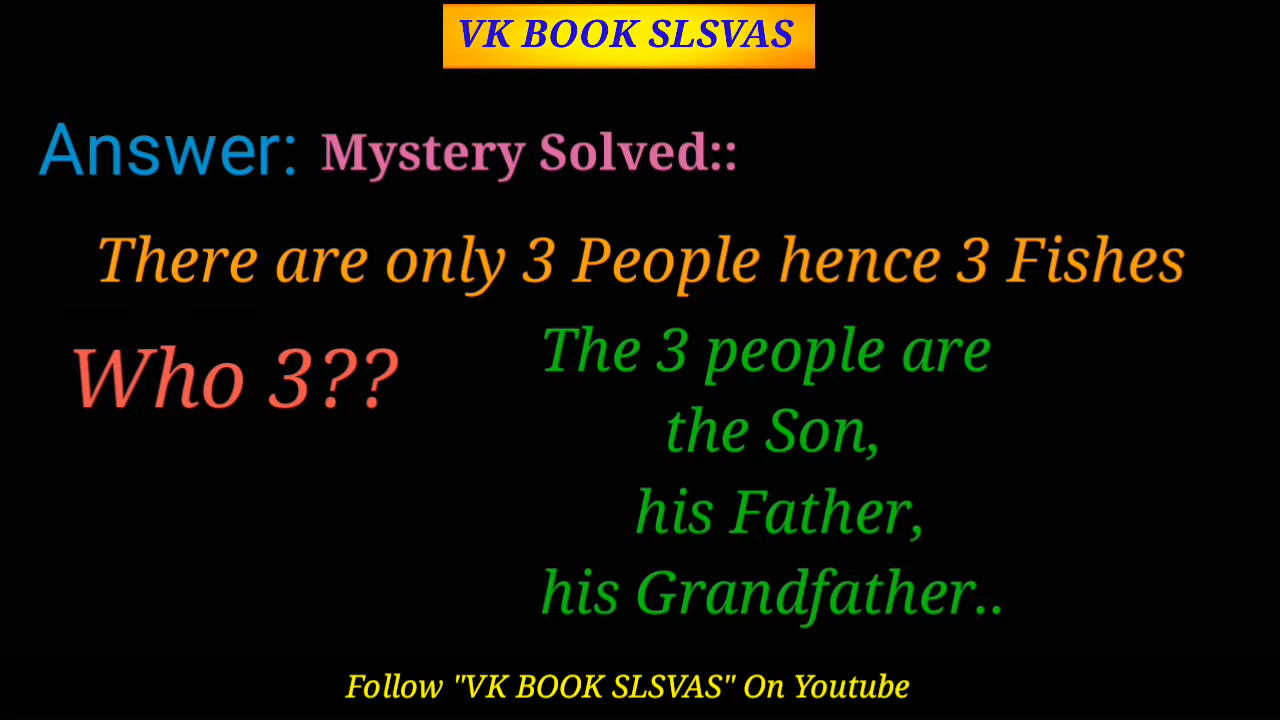 VK BOOK SLSVAS
Answer: Mystery Solved::
There are only 3 People hence 3 Fishes
Who 3??
The 3 people are
the Son,
his Father,
his Grandfather..
Follow "VK BOOK SLSVAS" On Youtube